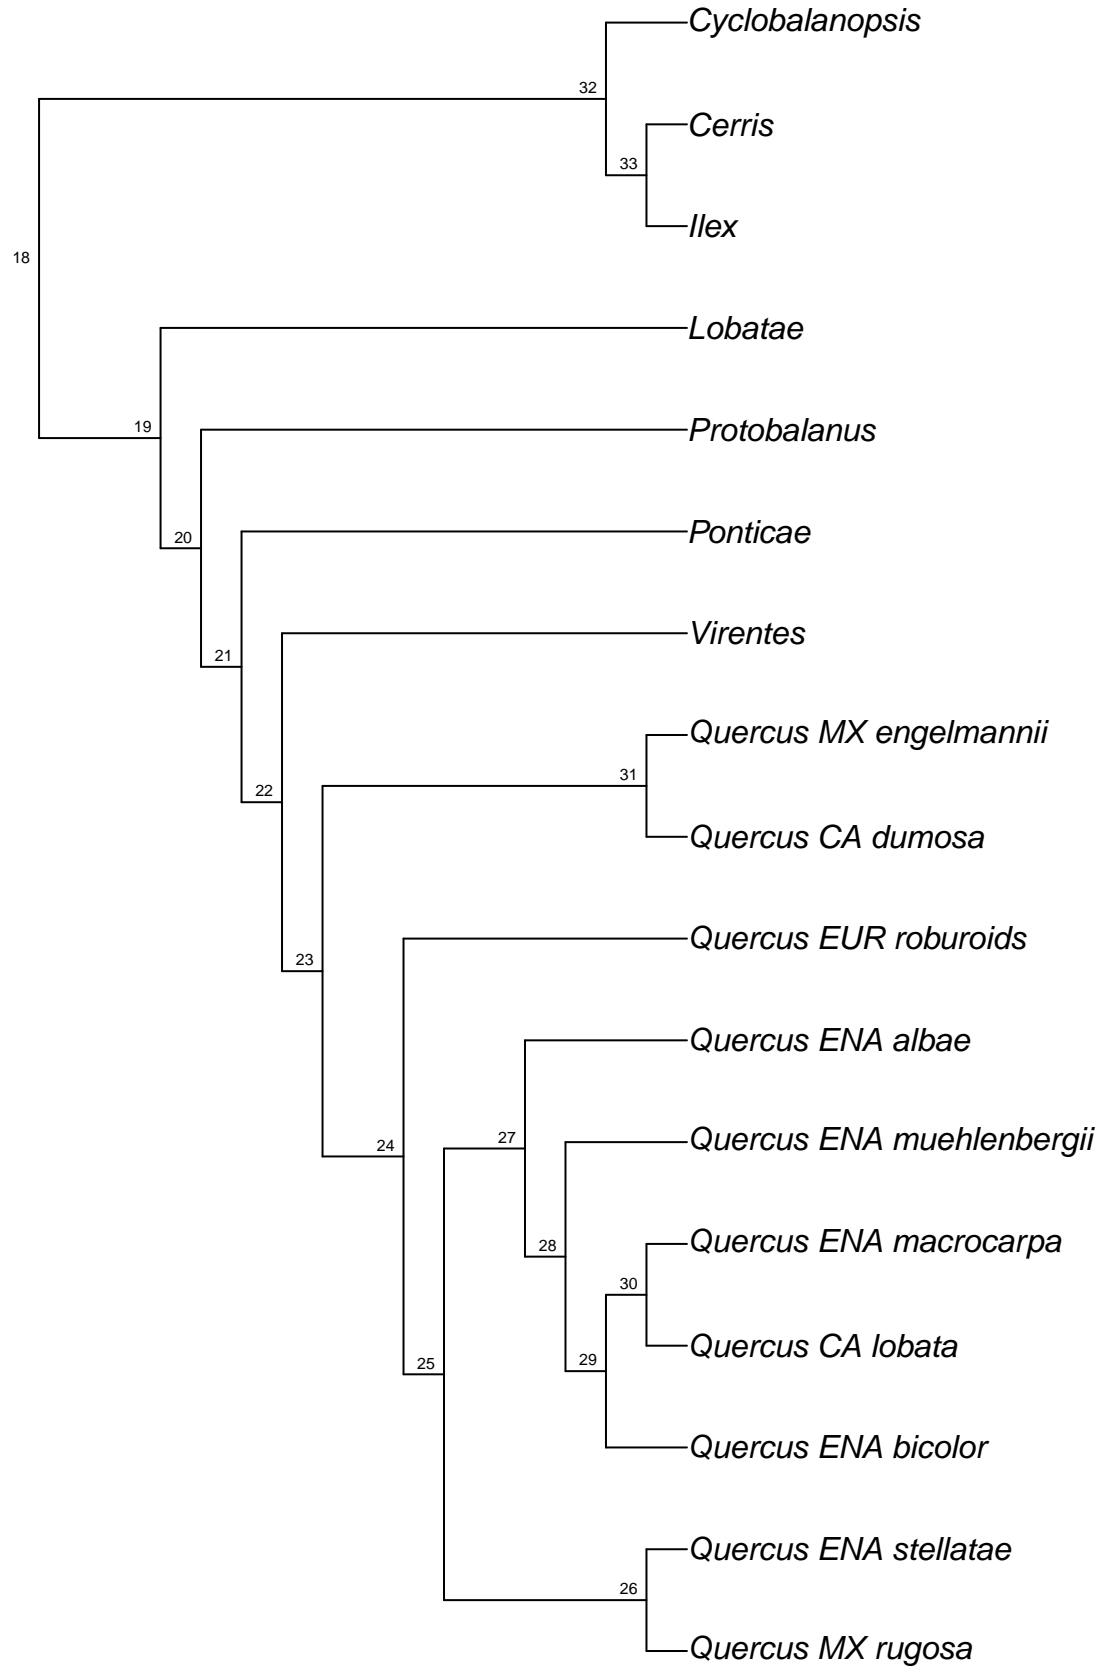 Cyclobalanopsis
32
Cerris
33
Ilex
18
Lobatae
19
Protobalanus
20
Ponticae
Virentes
21
Quercus MX engelmannii
31
22
Quercus CA dumosa
Quercus EUR roburoids
23
Quercus ENA albae
27
24
Quercus ENA muehlenbergii
28
Quercus ENA macrocarpa
30
Quercus CA lobata
29
25
Quercus ENA bicolor
Quercus ENA stellatae
26
Quercus MX rugosa